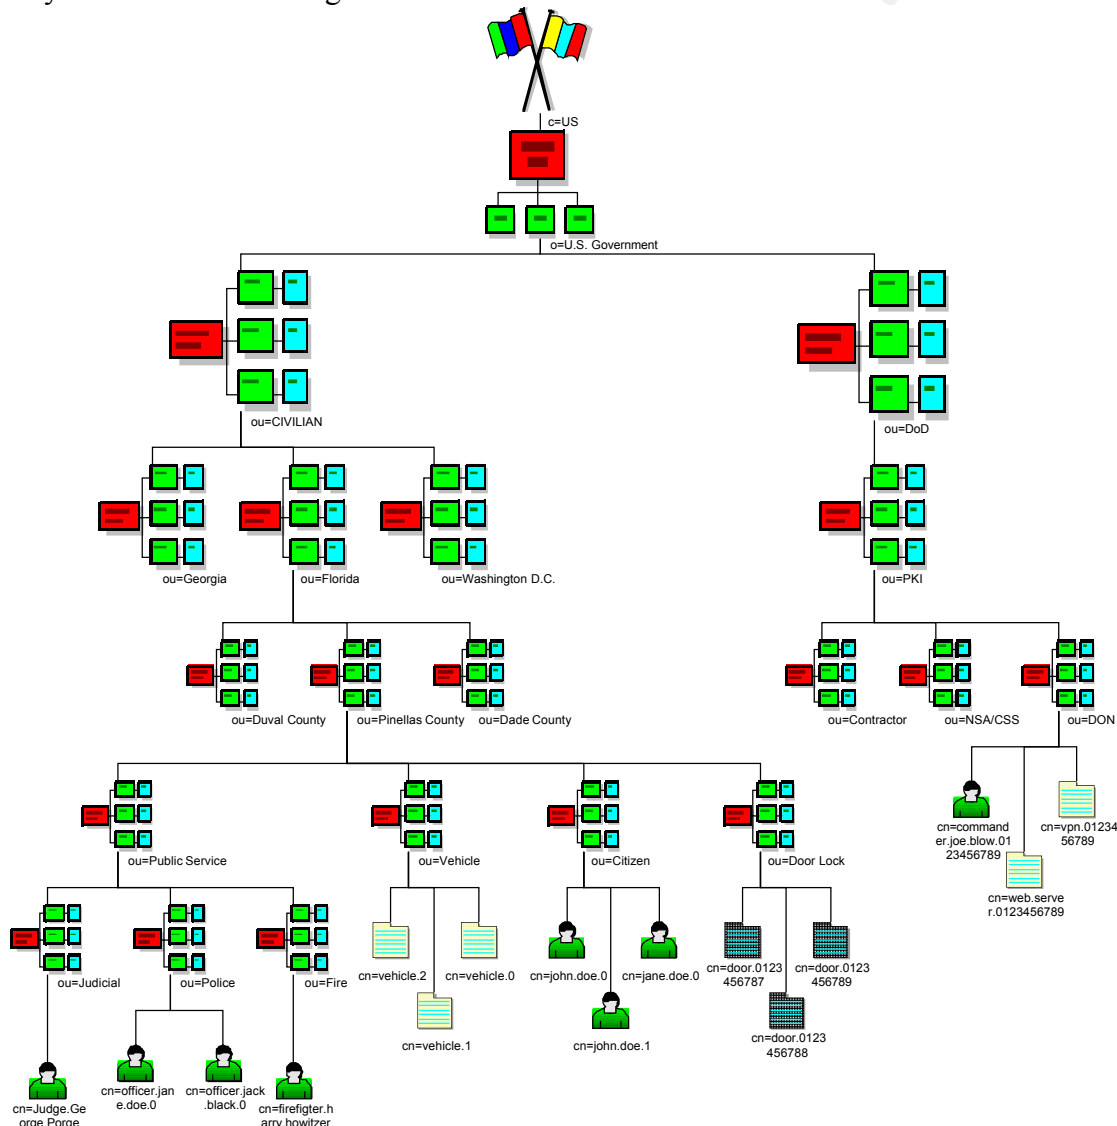 c=US
o=U.S. Government
ou=CIVILIAN
ou=DoD
ou=Georgia
ou=Florida
ou=Washington D.C.
ou=PKI
ou=Duval County
ou=Pinellas County
ou=Dade County
ou=Contractor
ou=NSA/CSS
ou=DON
cn=command
er.joe.blow.01
23456789
cn=vpn.01234
56789
cn=web.serve
r.0123456789
ou=Public Service
ou=Vehicle
ou=Citizen
ou=Door Lock
ou=Judicial
ou=Police
ou=Fire
cn=vehicle.2
cn=vehicle.0
cn=vehicle.1
cn=john.doe.0
cn=jane.doe.0
cn=john.doe.1
cn=door.0123
456787
cn=door.0123
456789
cn=door.0123
456788
cn=Judge.Ge
orge.Porge
cn=officer.jan
e.doe.0
cn=officer.jack
.black.0
cn=firefigter.h
arry.howitzer